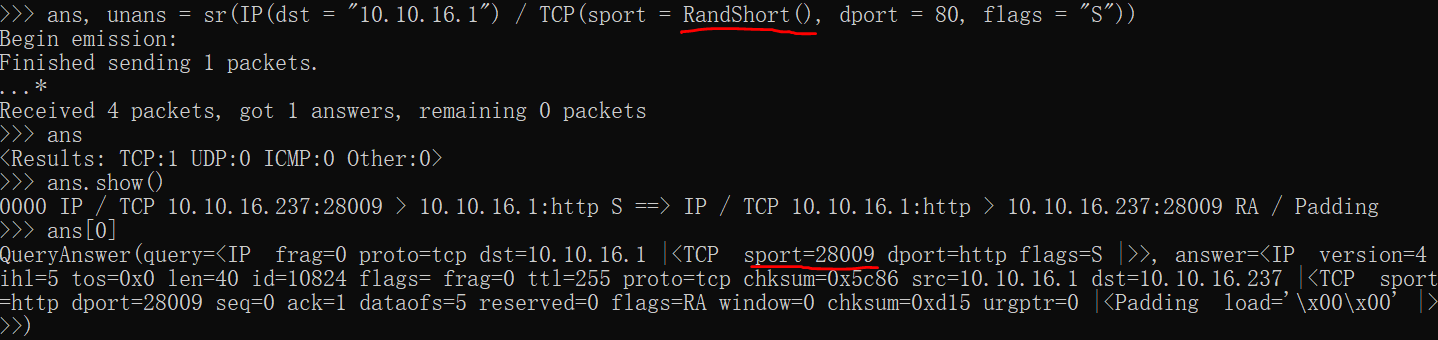 >>> ans, unans = sr(IP(dst = "10.10.16.1") / TCP(sport = RandShort(), dport = 80, flags = "S"))
Begin emission:
Finished sending 1 packets.
...*
Received 4 packets, got 1 answers, remaining 0 packets
>>> ans
<Results: TCP:1 UDP:0 ICMP:0 Other:0>
>>> ans.show()
0000 IP / TCP 10.10.16.237:28009 > 10.10.16.1:http S ==> IP / TCP 10.10.16.1:http > 10.10.16.237:28009 RA / Padding
>>> ans[0]
QueryAnswer(query=<IP  frag=0 proto=tcp dst=10.10.16.1 |<TCP  sport=28009 dport=http flags=S |>>, answer=<IP  version=4
ihl=5 tos=0x0 len=40 id=10824 flags= frag=0 ttl=255 proto=tcp chksum=0x5c86 src=10.10.16.1 dst=10.10.16.237 |<TCP  sport
=http dport=28009 seq=0 ack=1 dataofs=5 reserved=0 flags=RA window=0 chksum=0xd15 urgptr=0 |<Padding  load='\x00\x00' |>
>>)